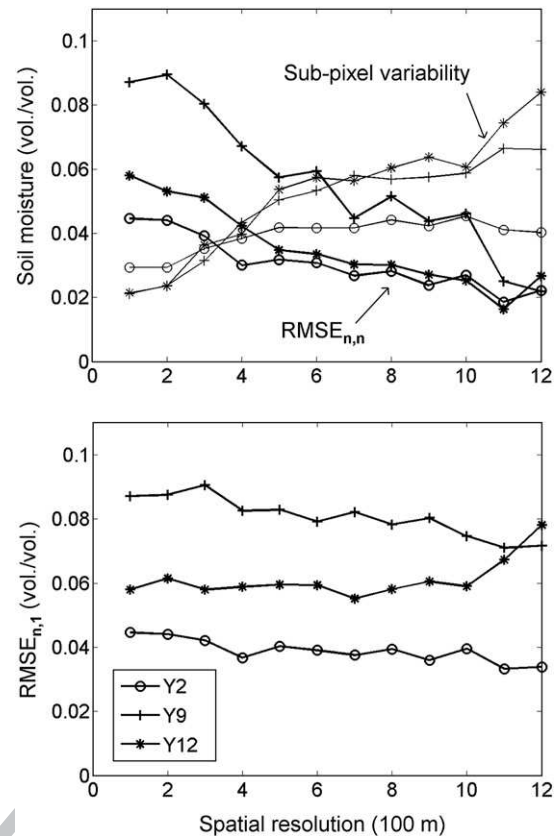 0.1
0.08
0.06
0.04
0.02
0
Soil moisture (vol./vol.)
Sub-pixel variability
RMSEn,n
0 2 4 6 8 10 12
0.1
0.08
0.06
0.04
0.02
0
RMSEn,1 (vol./vol.)
Y2
Y9
Y12
0 2 4 6 8 10 12
Spatial resolution (100 m)